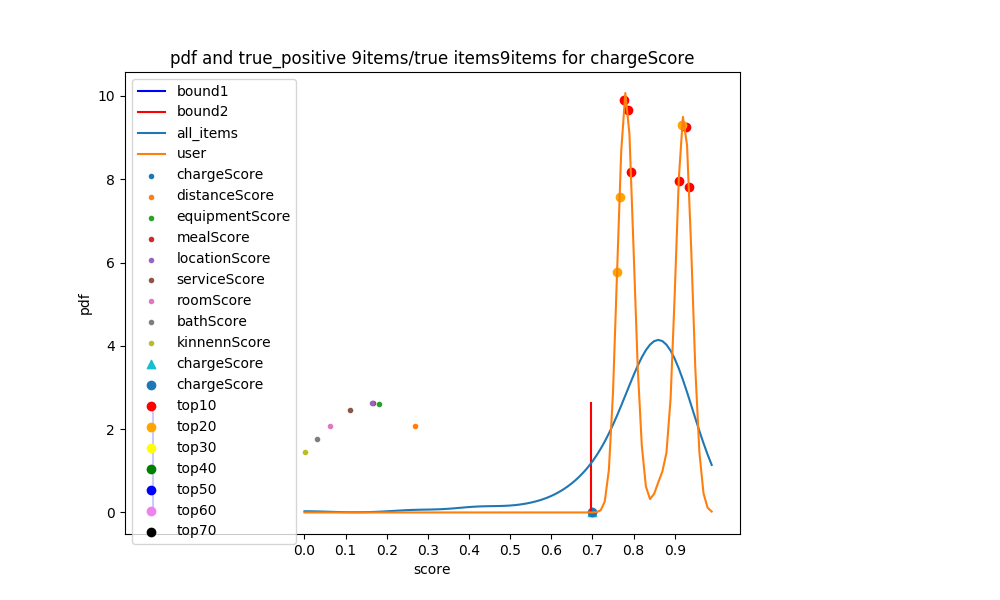 pdf and true_positive 9items/true items9items for chargeScore
bound1
bound2
all_items
user
chargeScore
distanceScore
equipmentScore
mealScore
locationScore
serviceScore
roomScore
bathScore
kinnennScore
chargeScore
chargeScore
top10
top20
top30
top40
top50
top60
top70
pdf
10
8
6
4
2
0
0.0 0.1 0.2 0.3 0.4 0.5 0.6 0.7 0.8 0.9
score